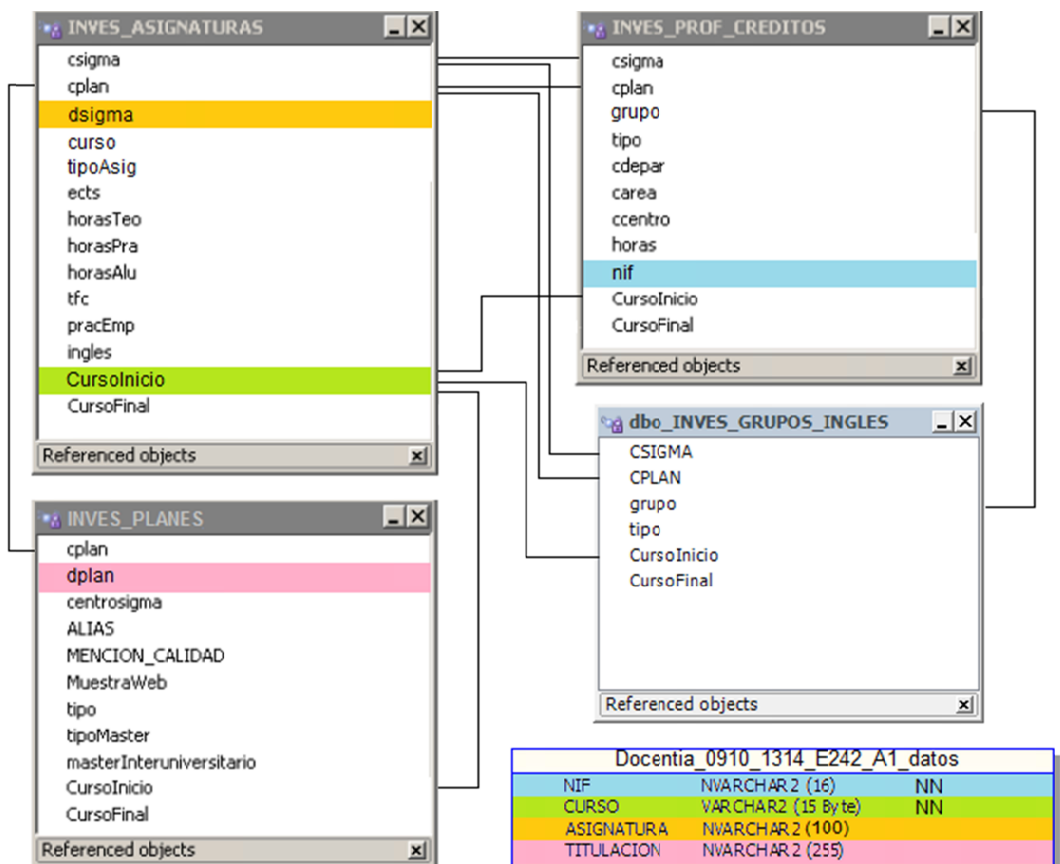 INVES_ASIGNATURAS
csigma
cplan
dsigma
curso
tipoAsig
ects
horasTeo
horasPra
horasAlu
tfc
pracEmp
ingles
CursoInicio
CursoFinal
Referenced objects
INVES_PROF_CREDITOS
csigma
cplan
grupo
tipo
cdepar
carea
ccentro
horas
nif
CursoInicio
CursoFinal
Referenced objects
dbo_INVES_GRUPOS_INGLES
CSIGMA
CPLAN
grupo
tipo
CursoInicio
CursoFinal
Referenced objects
INVES_PLANES
cplan
dplan
centrosigma
ALIAS
MENCION_CALIDAD
MuestraWeb
tipo
tipoMaster
masterInteruniversitario
CursoInicio
CursoFinal
Referenced objects
Docentia_0910_1314_E242_A1_datos
NIF NVARCHAR2 (16) NN
CURSO VARCHAR2 (15 Byte) NN
ASIGNATURA NVARCHAR2 (100)
TITULACION NVARCHAR2 (255)